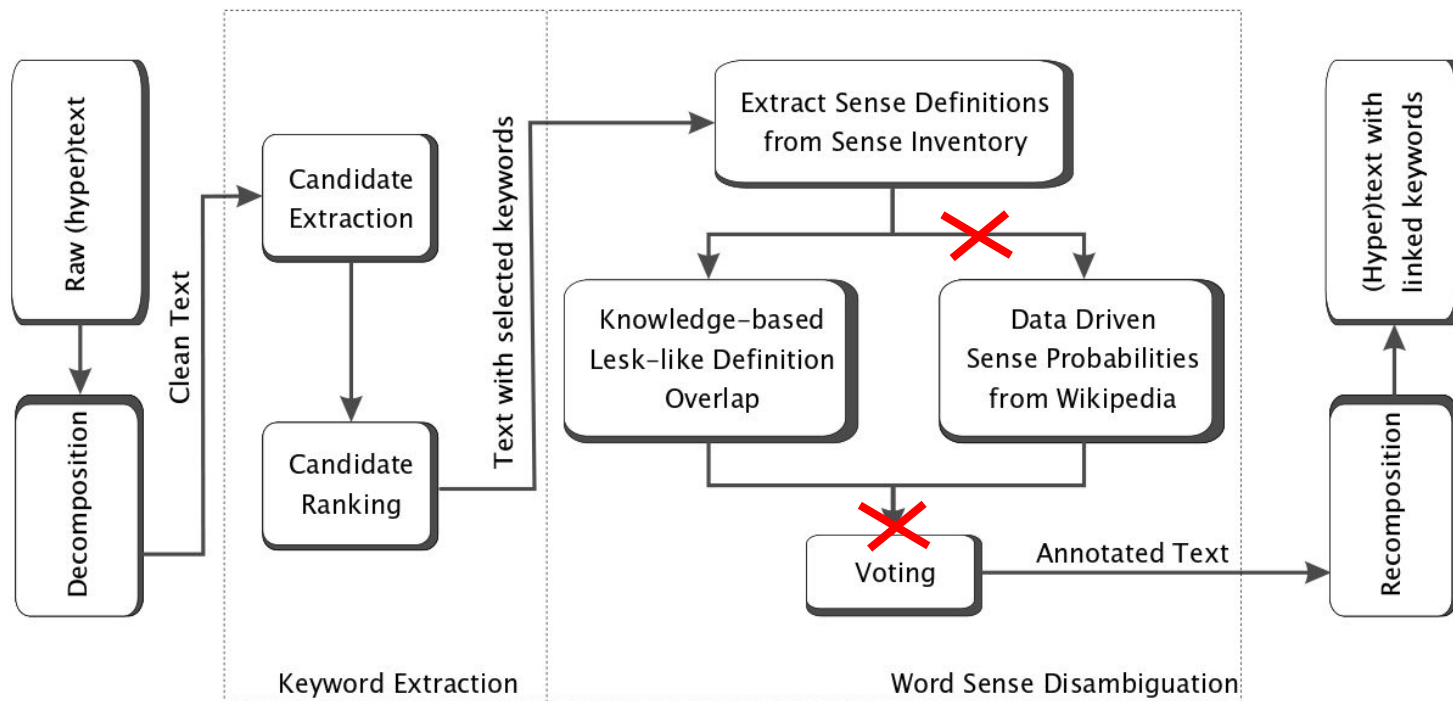 Raw (hyper)text
Decomposition
Clean Text
Candidate
Extraction
Candidate
Ranking
Text with selected keywords
Keyword Extraction
Extract Sense Definitions
from Sense Inventory
Knowledge-based
Lesk-like Definition
Overlap
Data Driven
Sense Probabilities
from Wikipedia
Voting
Annotated Text
Word Sense Disambiguation
Recomposition
(Hyper)text with
linked keywords